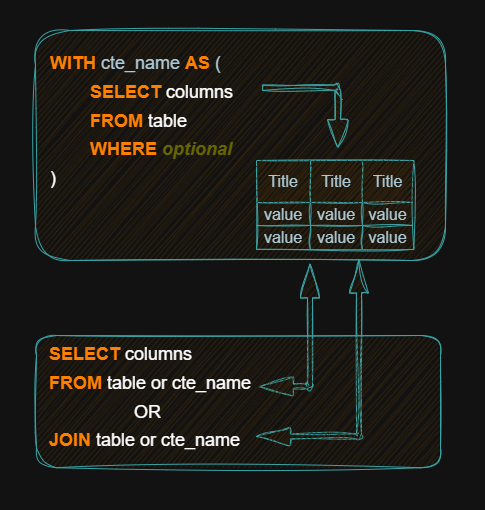 WITH cte_name AS (
SELECT columns
FROM table
WHERE optional
)
Title Title Title
value value value
value value value
SELECT columns
FROM table or cte_name
OR
JOIN table or cte_name